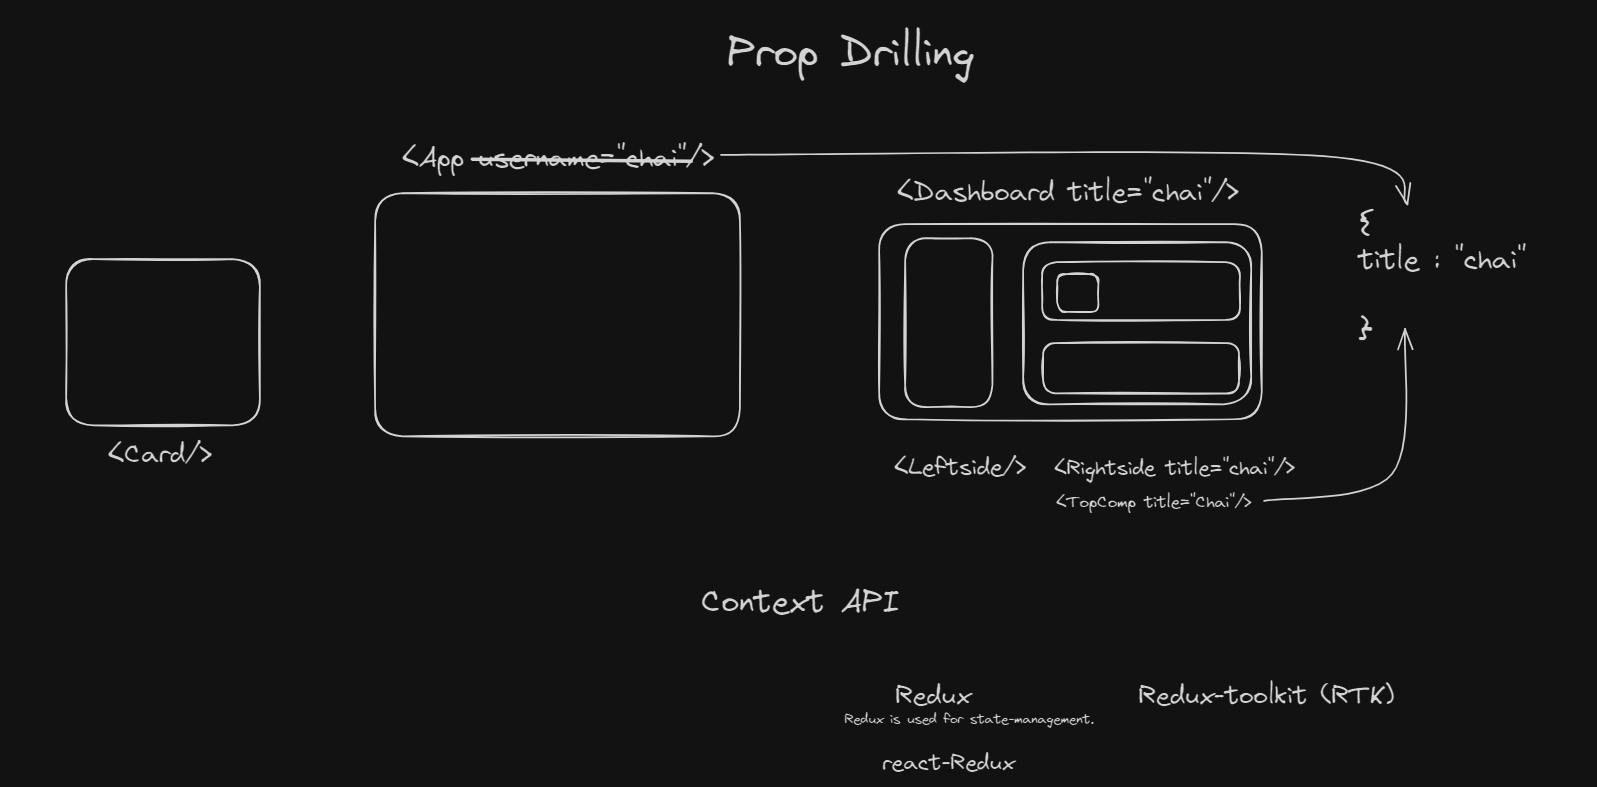 Prop Drilling
<App username="chai"/>
<Dashboard title="chai"/>
{
title : "chai"
}
<Card/>
<Leftside/>
<Rightside title="chai"/>
<TopComp title="Chai"/>
Context API
Redux
Redux-toolkit (RTK)
Redux is used for state-management.
react-Redux